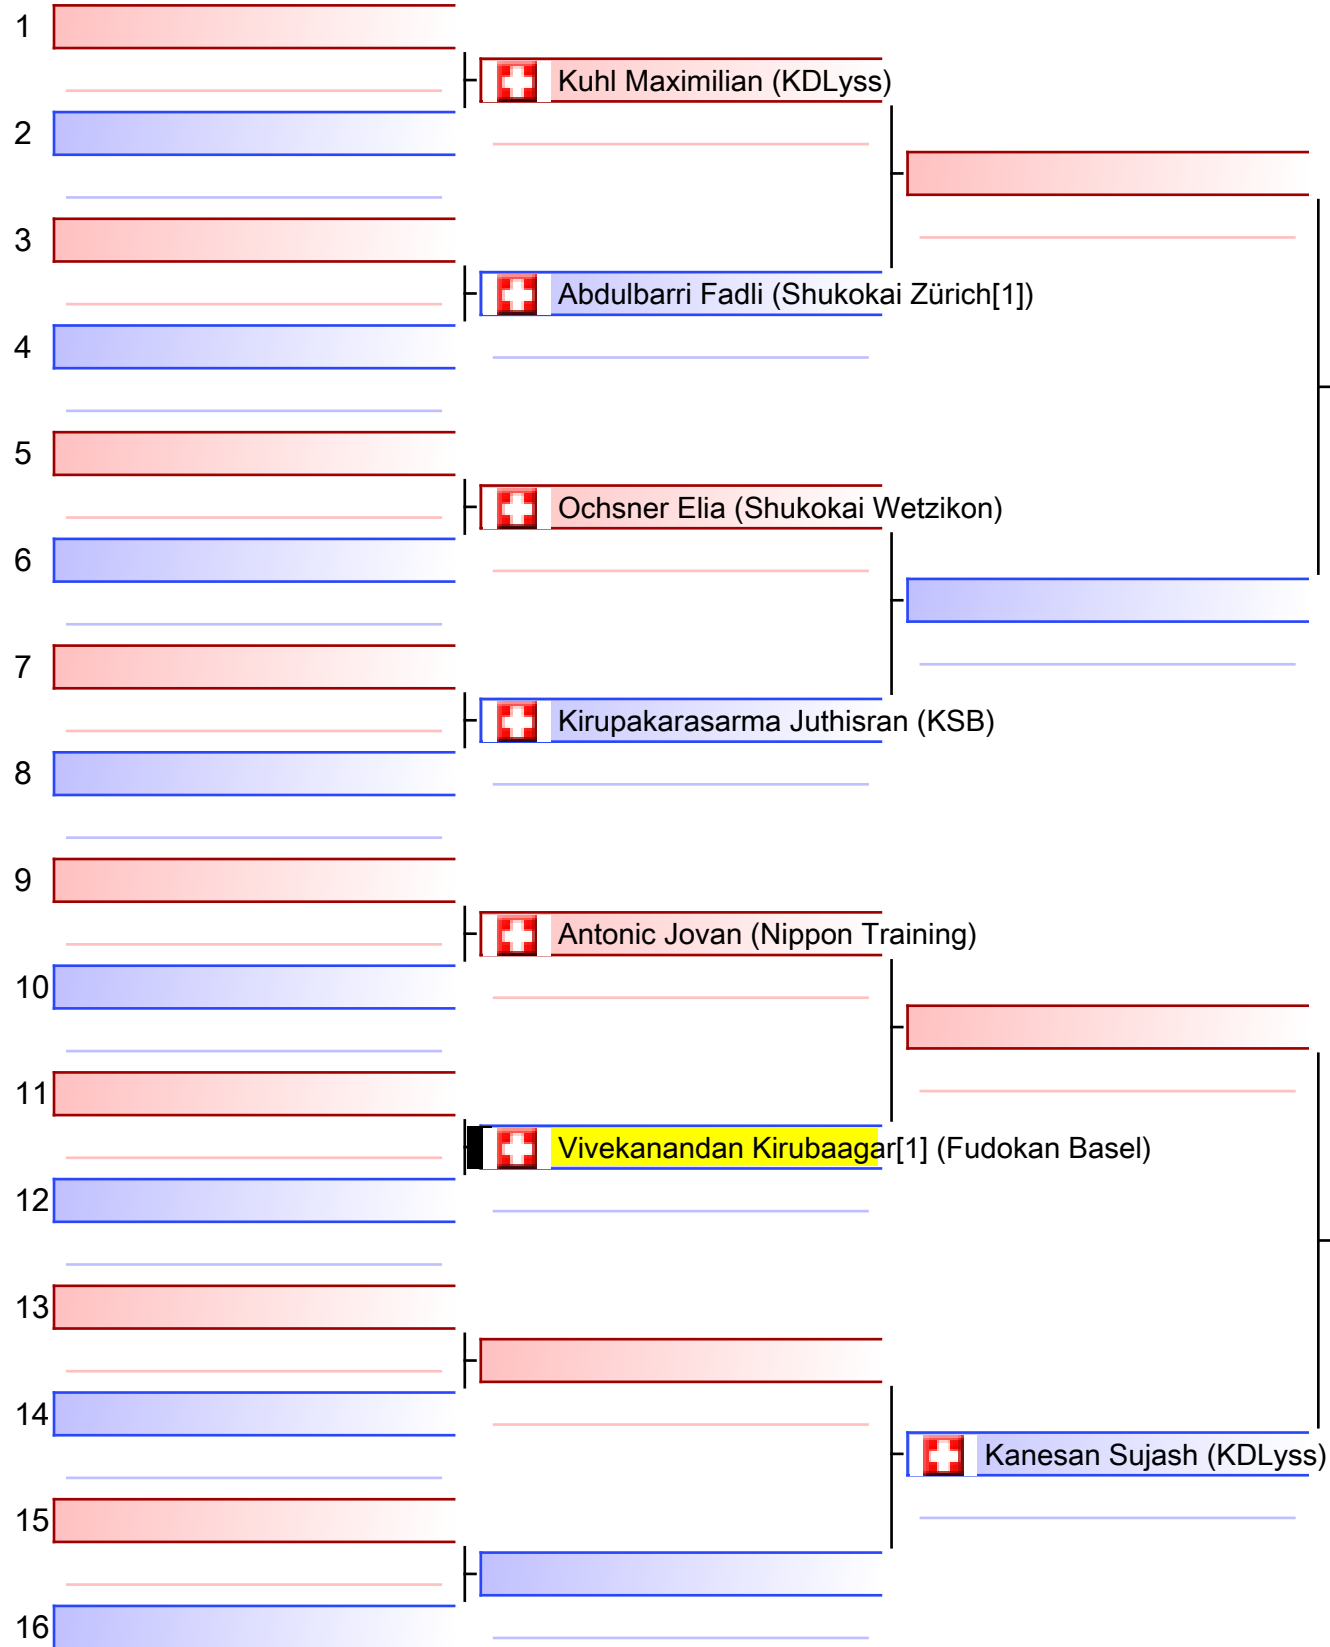 1
Kuhl Maximilian (KDLyss)
2
3
Abdulbarri Fadli (Shukokai Zürich[1])
4
5
Ochsner Elia (Shukokai Wetzikon)
6
7
Kirupakarasarma Juthisran (KSB)
8
9
Antonic Jovan (Nippon Training)
10
11
Vivekanandan Kirubaagar[1] (Fudokan Basel)
12
13
14
Kanesan Sujash (KDLyss)
15
16